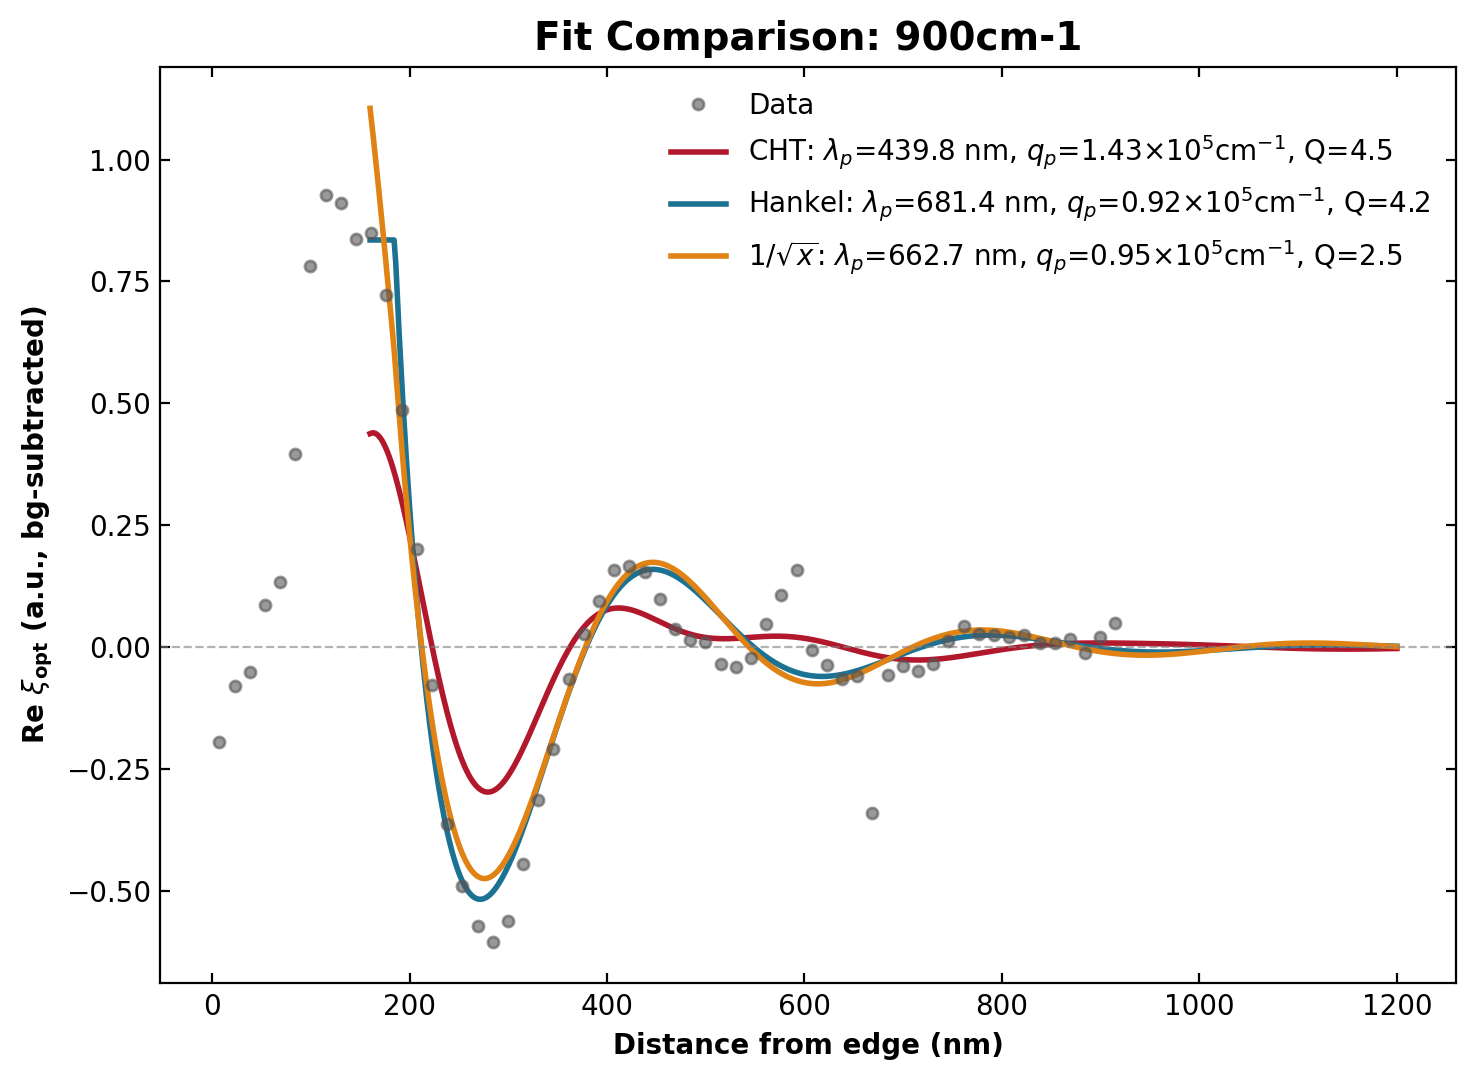 Fit Comparison: 900cm-1
Data
CHT: λp=439.8 nm, qp=1.43×10⁵cm⁻¹, Q=4.5
Hankel: λp=681.4 nm, qp=0.92×10⁵cm⁻¹, Q=4.2
1/√x: λp=662.7 nm, qp=0.95×10⁵cm⁻¹, Q=2.5
Re ξopt (a.u., bg-subtracted)
1.00
0.75
0.50
0.25
0.00
−0.25
−0.50
0 200 400 600 800 1000 1200
Distance from edge (nm)